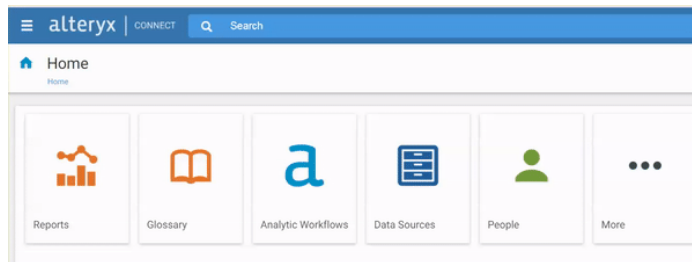 alteryx CONNECT Search
Home
Home
a
Reports Glossary Analytic Workflows Data Sources People More